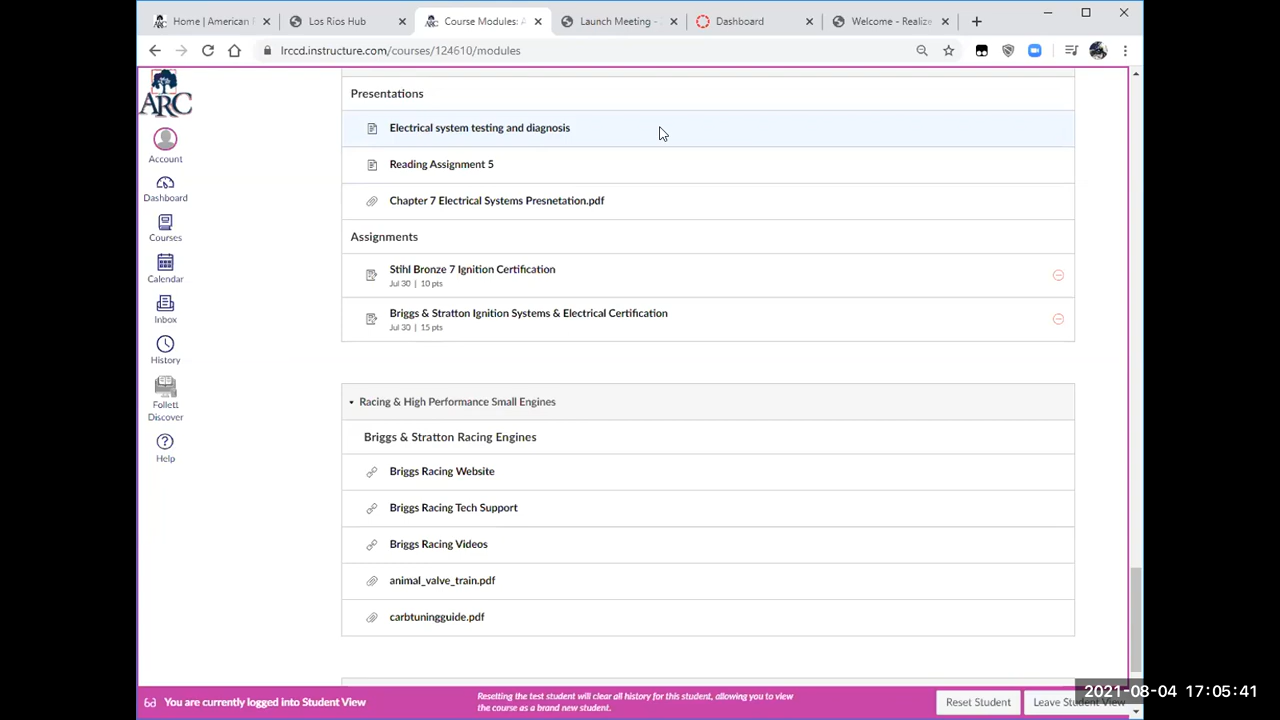 Home | American
Los Rios Hub
Course Modules: A
Launch Meeting -
Dashboard
Welcome - Realize
lrccd.instructure.com/courses/124610/modules
ARC
Account
Dashboard
Courses
Calendar
Inbox
History
Follett
Discover
Help
Presentations
Electrical system testing and diagnosis
Reading Assignment 5
Chapter 7 Electrical Systems Presnetation.pdf
Assignments
Stihl Bronze 7 Ignition Certification
Jul 30 | 10 pts
Briggs & Stratton Ignition Systems & Electrical Certification
Jul 30 | 15 pts
Racing & High Performance Small Engines
Briggs & Stratton Racing Engines
Briggs Racing Website
Briggs Racing Tech Support
Briggs Racing Videos
animal_valve_train.pdf
carbtuningguide.pdf
You are currently logged into Student View
Resetting the test student will clear all history for this student, allowing you to view
the course as a brand new student.
Reset Student
Leave Student View
2021-08-04 17:05:41